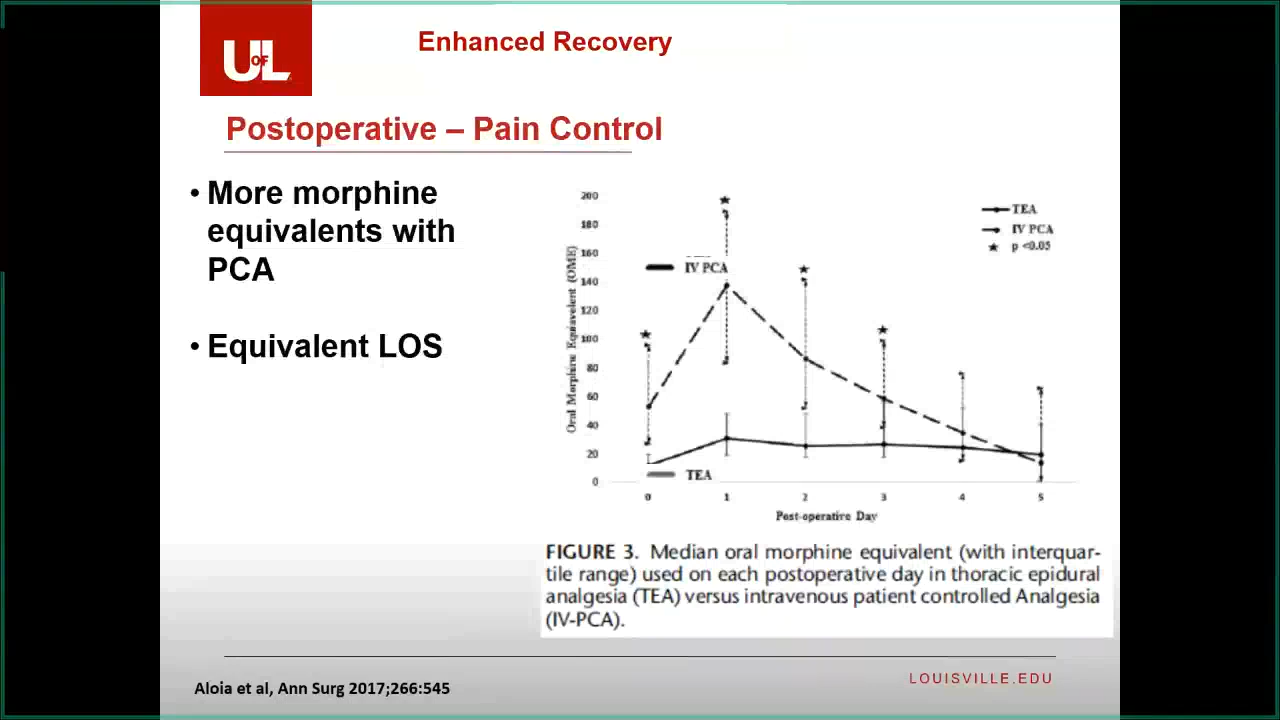 UofL
Enhanced Recovery
Postoperative – Pain Control
• More morphine
equivalents with
PCA
• Equivalent LOS
200
180
160
140
120
100
80
60
40
20
0
Oral Morphine Equiavelent (OME)
IV PCA
TEA
TEA
IV PCA
★ p <0.05
0 1 2 3 4 5
Post-operative Day
FIGURE 3. Median oral morphine equivalent (with interquar-
tile range) used on each postoperative day in thoracic epidural
analgesia (TEA) versus intravenous patient controlled Analgesia
(IV-PCA).
Aloia et al, Ann Surg 2017;266:545
LOUISVILLE.EDU